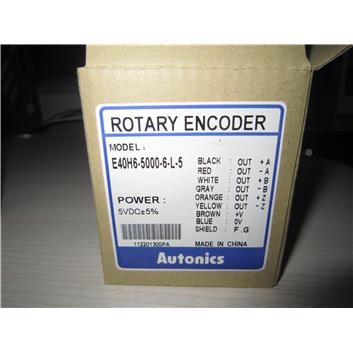 ROTARY ENCODER
MODEL :
E40H6-5000-6-L-5
POWER :
5VDC±5%
112201300PA
BLACK : OUT +A
RED : OUT -A
WHITE : OUT +B
GRAY : OUT -B
ORANGE : OUT +Z
YELLOW : OUT -Z
BROWN : +V
BLUE : 0V
SHIELD : F.G
MADE IN CHINA
Autonics